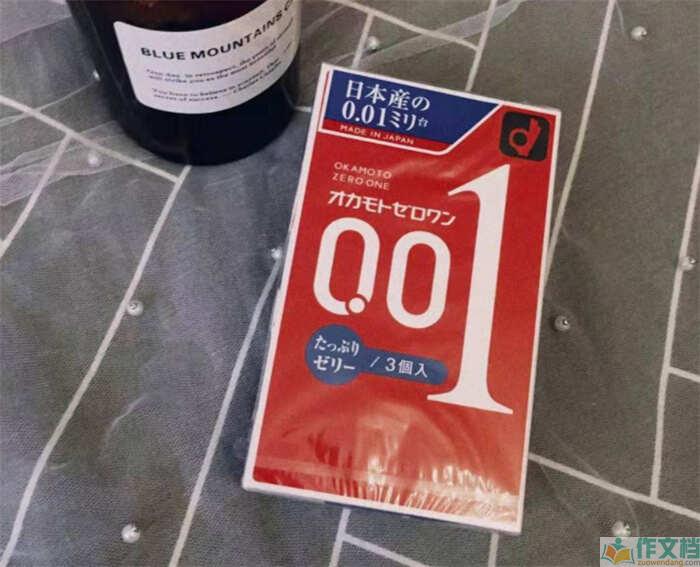 BLUE MOUNTAINS C
日本産の
0.01ミリ台
MADE IN JAPAN
OKAMOTO
ZERO ONE
オカモトゼロワン
0.01
たっぷり
ゼリー
/3個入
作文档
zuowendang.com